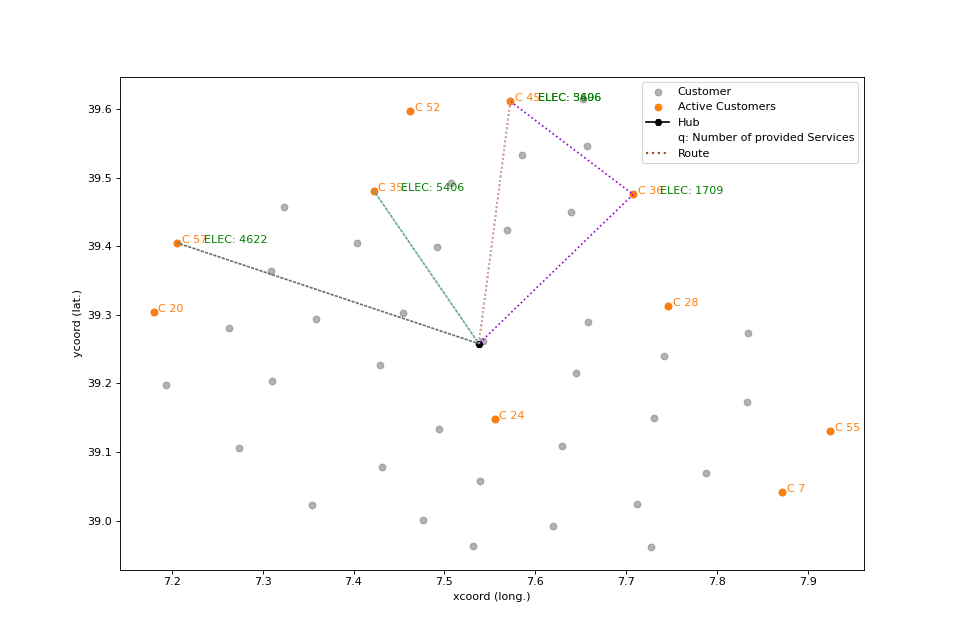 Customer
Active Customers
Hub
q: Number of provided Services
Route
C 52
C 45
ELEC:
C 35
ELEC: 5406
C 36
ELEC: 1709
C 57
ELEC: 4622
C 20
C 28
C 24
C 55
C 7
39.6
39.5
39.4
39.3
39.2
39.1
39.0
ycoord (lat.)
7.2 7.3 7.4 7.5 7.6 7.7 7.8 7.9
xcoord (long.)